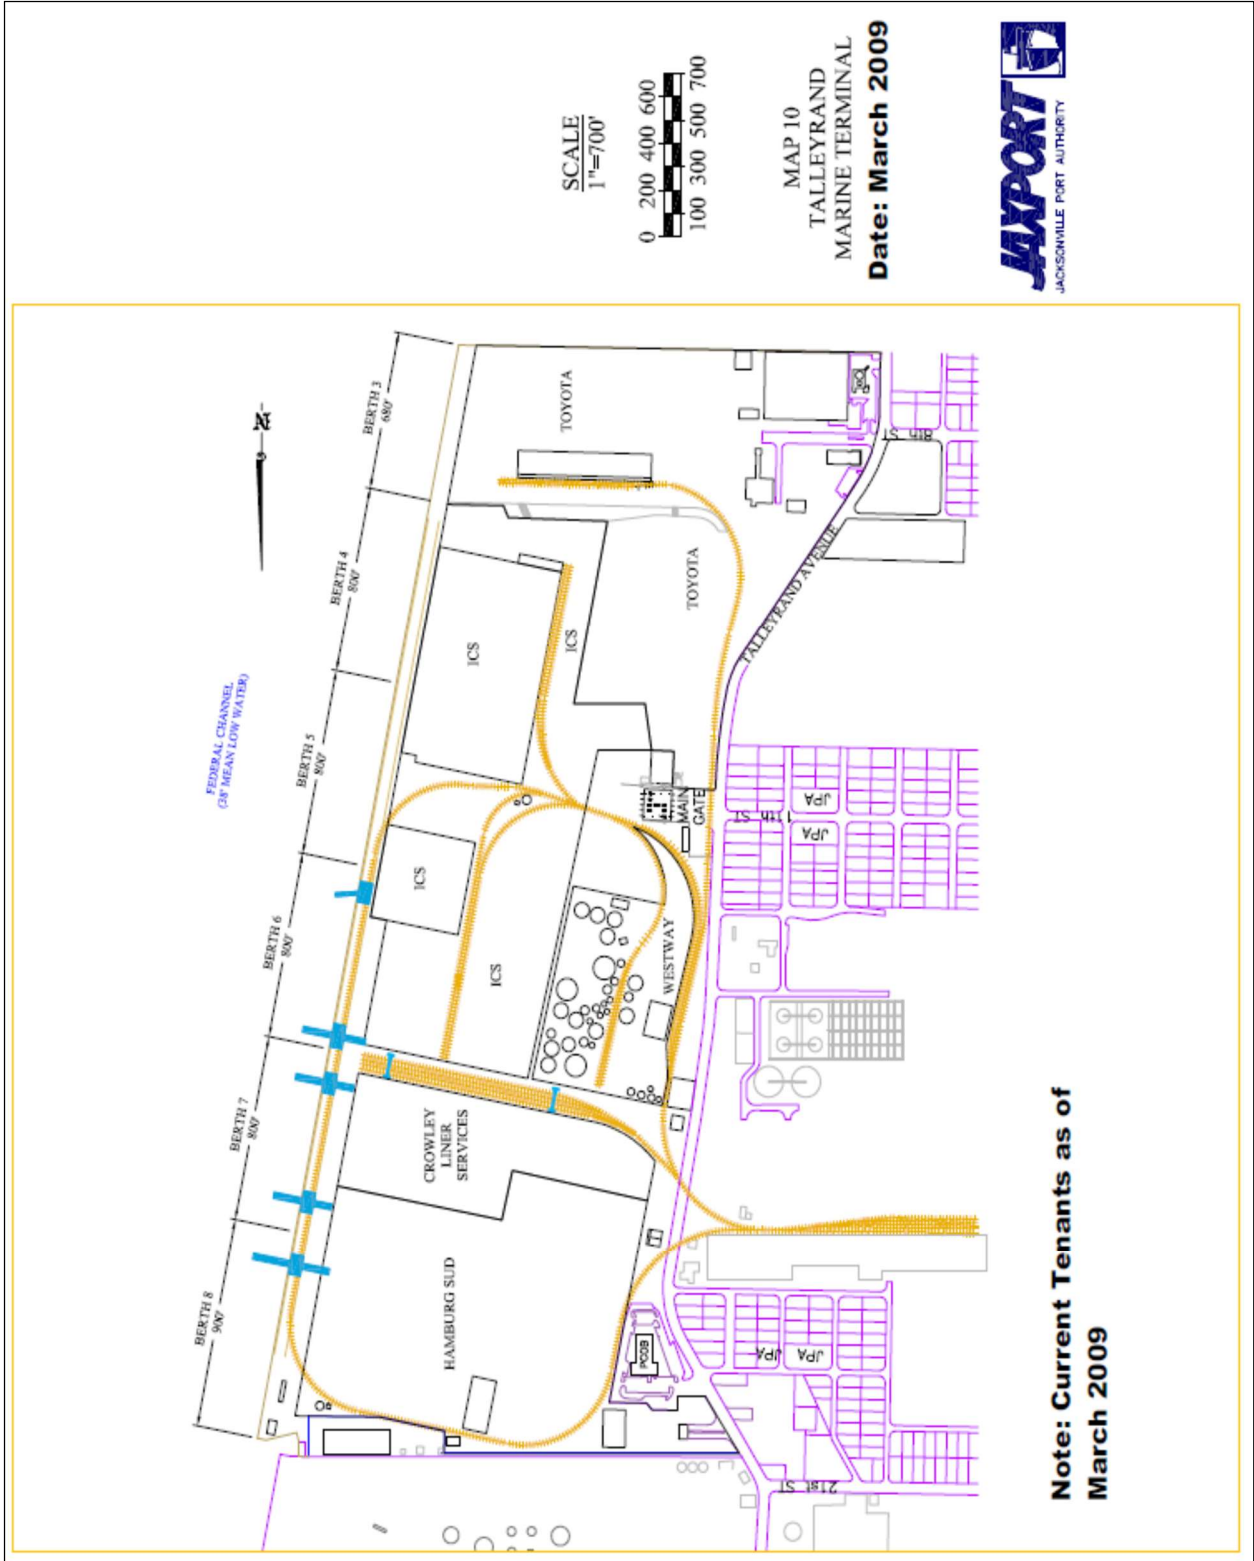 SCALE
1"=700'
0 200 400 600
100 300 500 700
MAP 10
TALLEYRAND
MARINE TERMINAL
Date: March 2009
JAXPORT
JACKSONVILLE PORT AUTHORITY
N
FEDERAL CHANNEL
(38' MEAN LOW WATER)
BERTH 8
900'
BERTH 7
800'
BERTH 6
800'
BERTH 5
800'
BERTH 4
800'
BERTH 3
680'
HAMBURG SUD
CROWLEY
LINER
SERVICES
ICS
ICS
ICS
ICS
TOYOTA
TOYOTA
WESTWAY
MAIN
GATE
PCOB
TALLEYRAND AVENUE
8th ST
11th ST
21st ST
JPA
JPA
JPA
JPA
Note: Current Tenants as of
March 2009